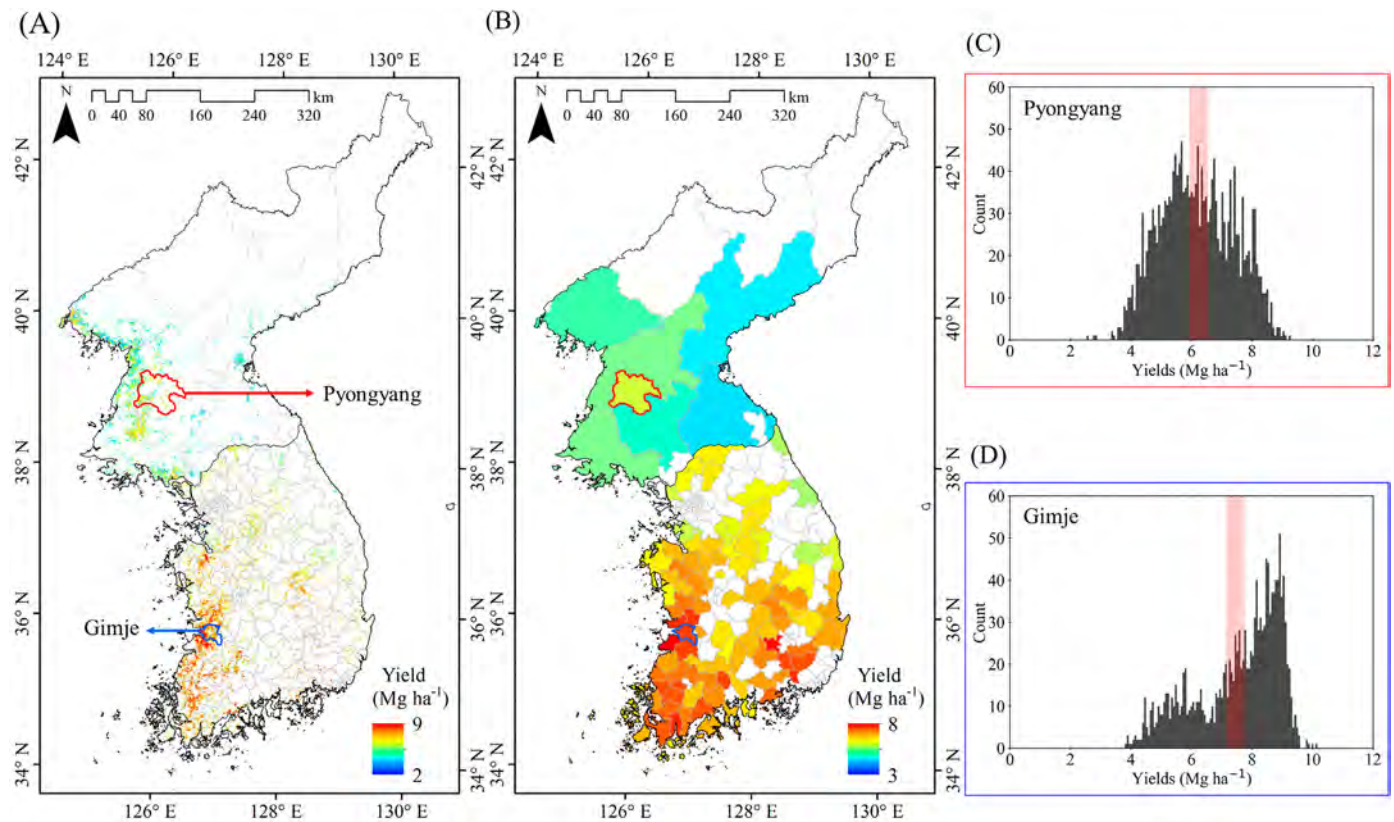 (A)
124° E 126° E 128° E 130° E
N
km
0 40 80 160 240 320
42° N
40° N
38° N
36° N
34° N
Pyongyang
Gimje
Yield
(Mg ha⁻¹)
9
2
126° E 128° E 130° E
(B)
124° E 126° E 128° E 130° E
N
km
0 40 80 160 240 320
42° N
40° N
38° N
36° N
34° N
Yield
(Mg ha⁻¹)
8
3
126° E 128° E 130° E
(C)
Pyongyang
Count
60
50
40
30
20
10
0
0 2 4 6 8 10 12
Yields (Mg ha⁻¹)
(D)
Gimje
Count
60
50
40
30
20
10
0
0 2 4 6 8 10 12
Yields (Mg ha⁻¹)